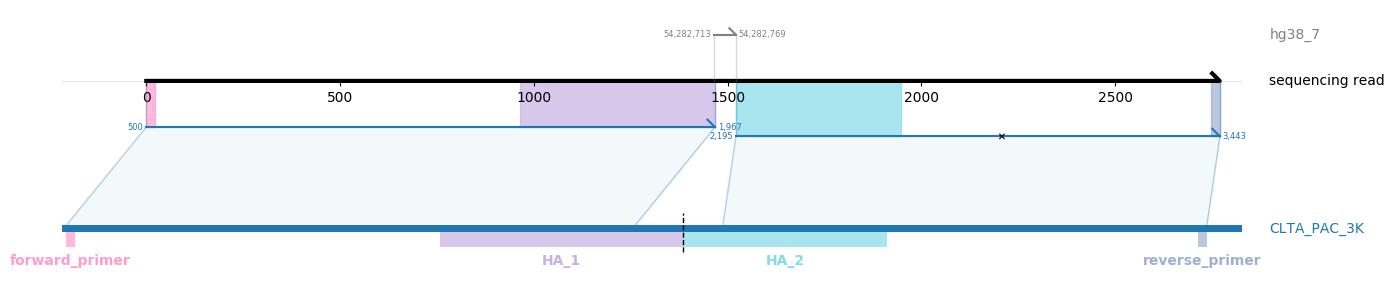 54,282,713 54,282,769 hg38_7
sequencing read
0 500 1000 1500 2000 2500
500 1,967
2,195 3,443
CLTA_PAC_3K
forward_primer HA_1 HA_2 reverse_primer